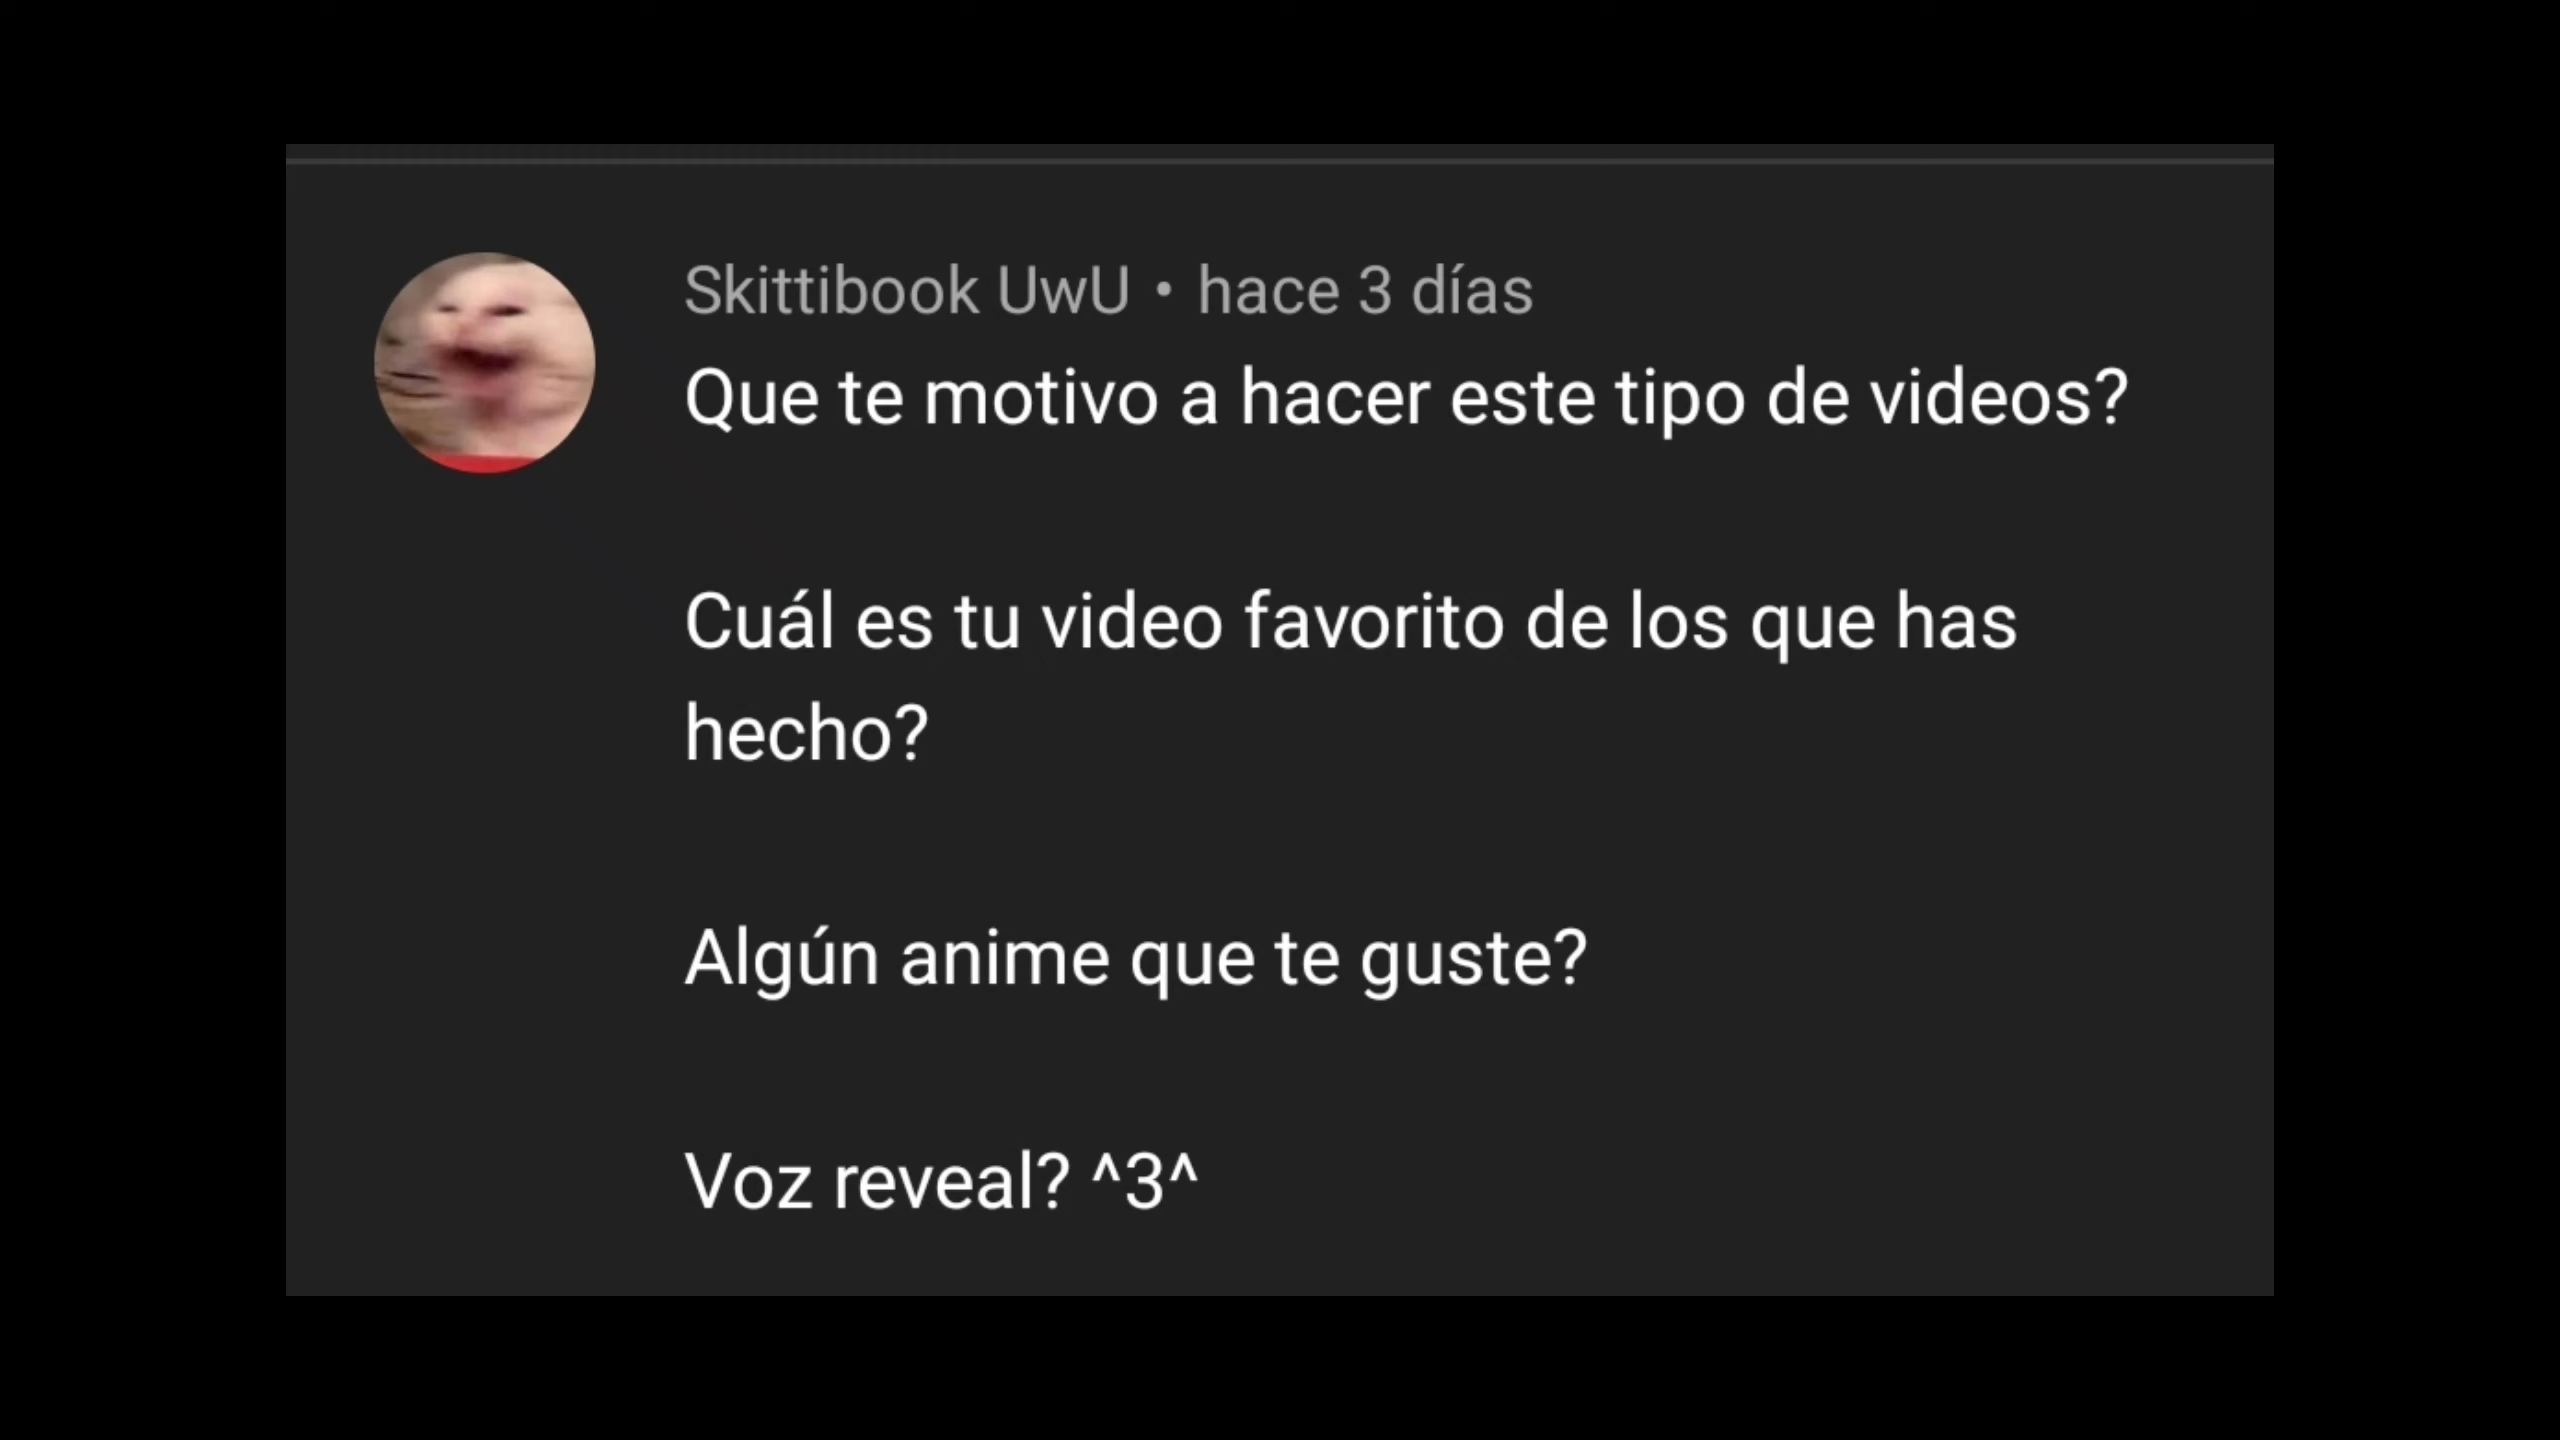 Skittibook UwU • hace 3 días
Que te motivo a hacer este tipo de videos?
Cuál es tu video favorito de los que has
hecho?
Algún anime que te guste?
Voz reveal? ^3^